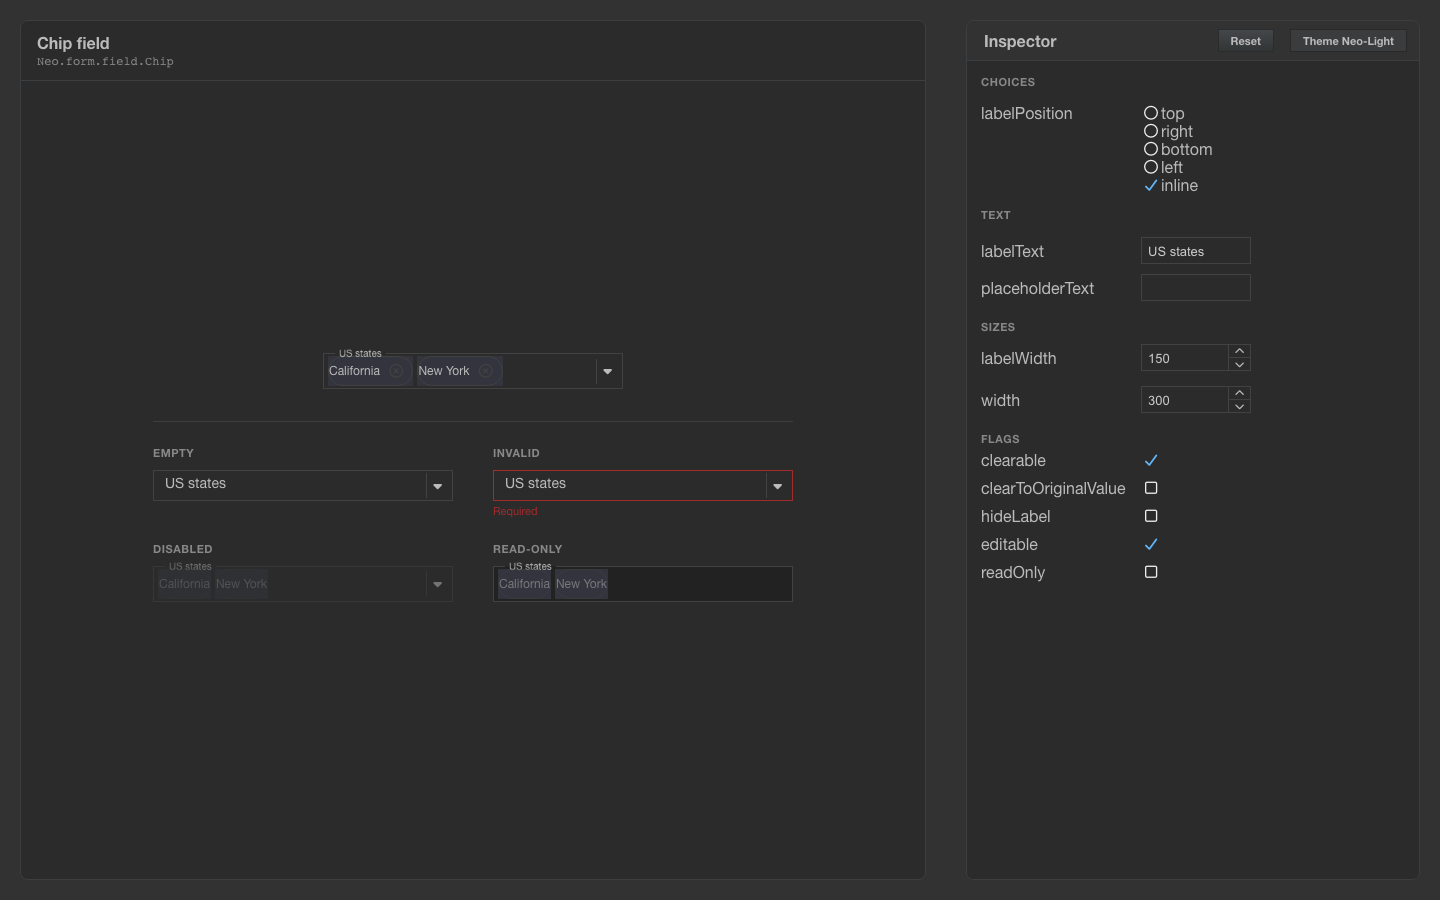 Chip field
Neo.form.field.Chip
US states
California
New York
EMPTY
US states
INVALID
US states
Required
DISABLED
US states
California New York
READ-ONLY
US states
California New York
Inspector
Reset
Theme Neo-Light
CHOICES
labelPosition
top
right
bottom
left
inline
TEXT
labelText
US states
placeholderText
SIZES
labelWidth
150
width
300
FLAGS
clearable
clearToOriginalValue
hideLabel
editable
readOnly